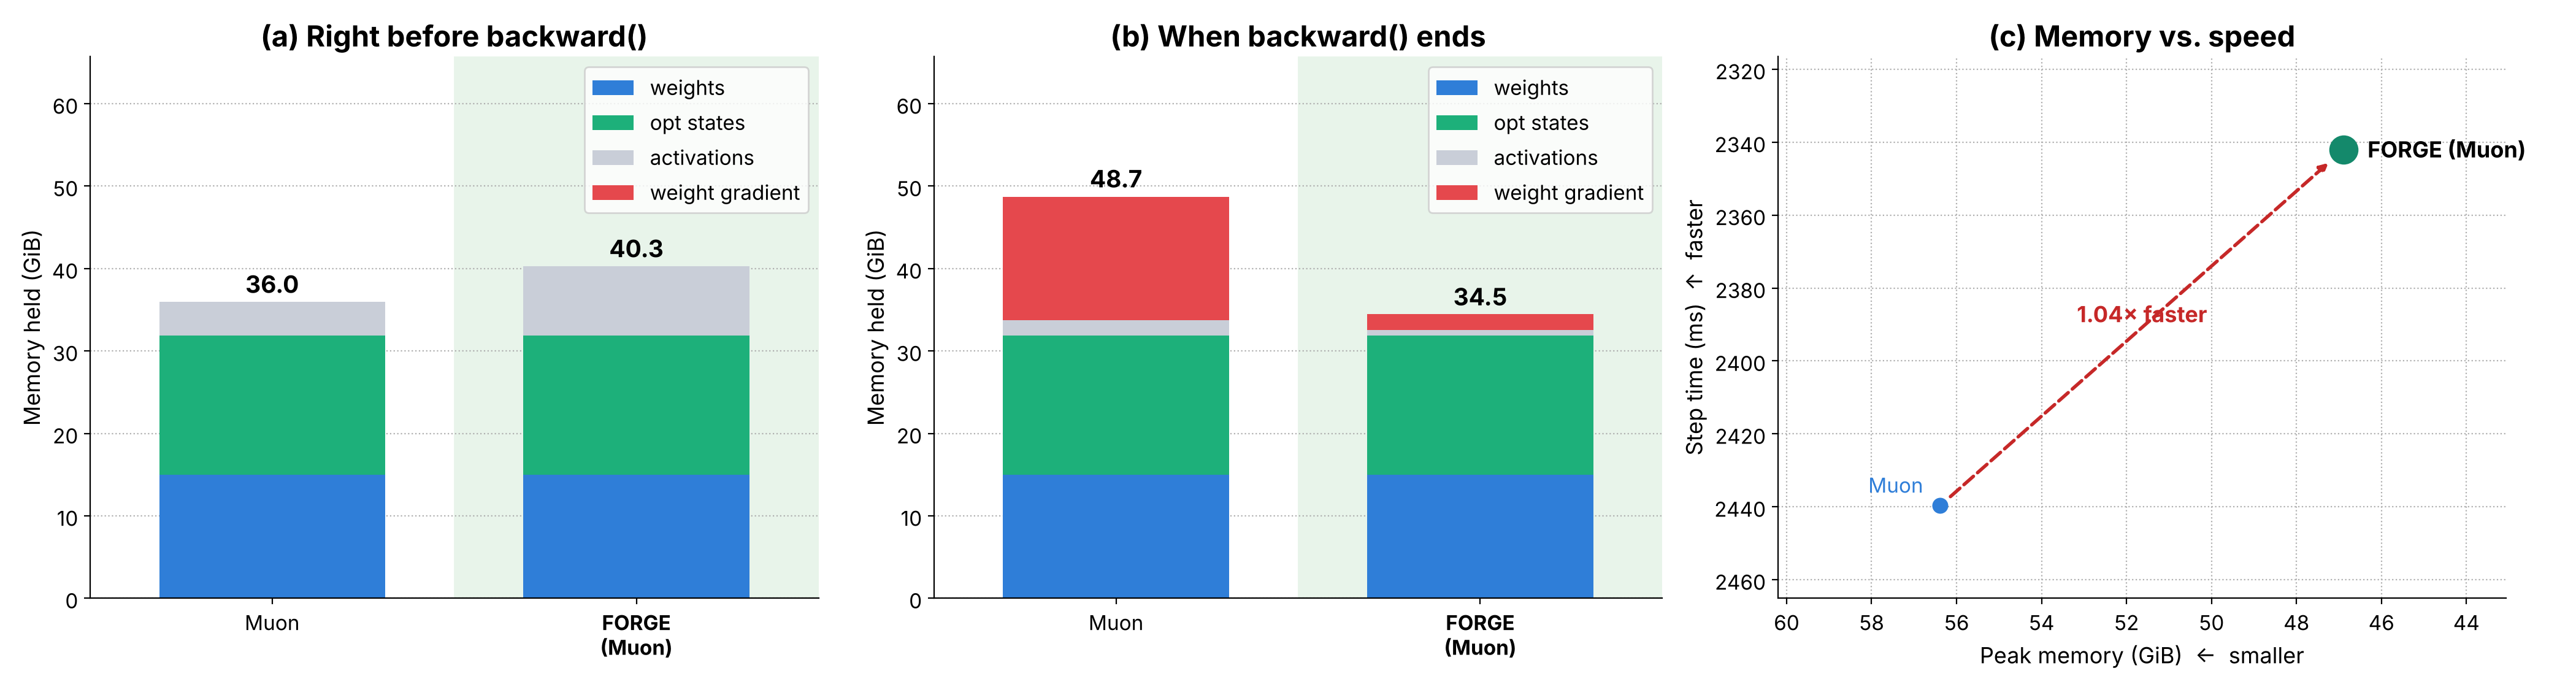 (a) Right before backward()
Memory held (GiB)
60
50
40
30
20
10
0
weights
opt states
activations
weight gradient
36.0
40.3
Muon
FORGE
(Muon)
(b) When backward() ends
Memory held (GiB)
60
50
40
30
20
10
0
weights
opt states
activations
weight gradient
48.7
34.5
Muon
FORGE
(Muon)
(c) Memory vs. speed
Step time (ms) ↑ faster
2320
2340
2360
2380
2400
2420
2440
2460
FORGE (Muon)
1.04× faster
Muon
60 58 56 54 52 50 48 46 44
Peak memory (GiB) ← smaller